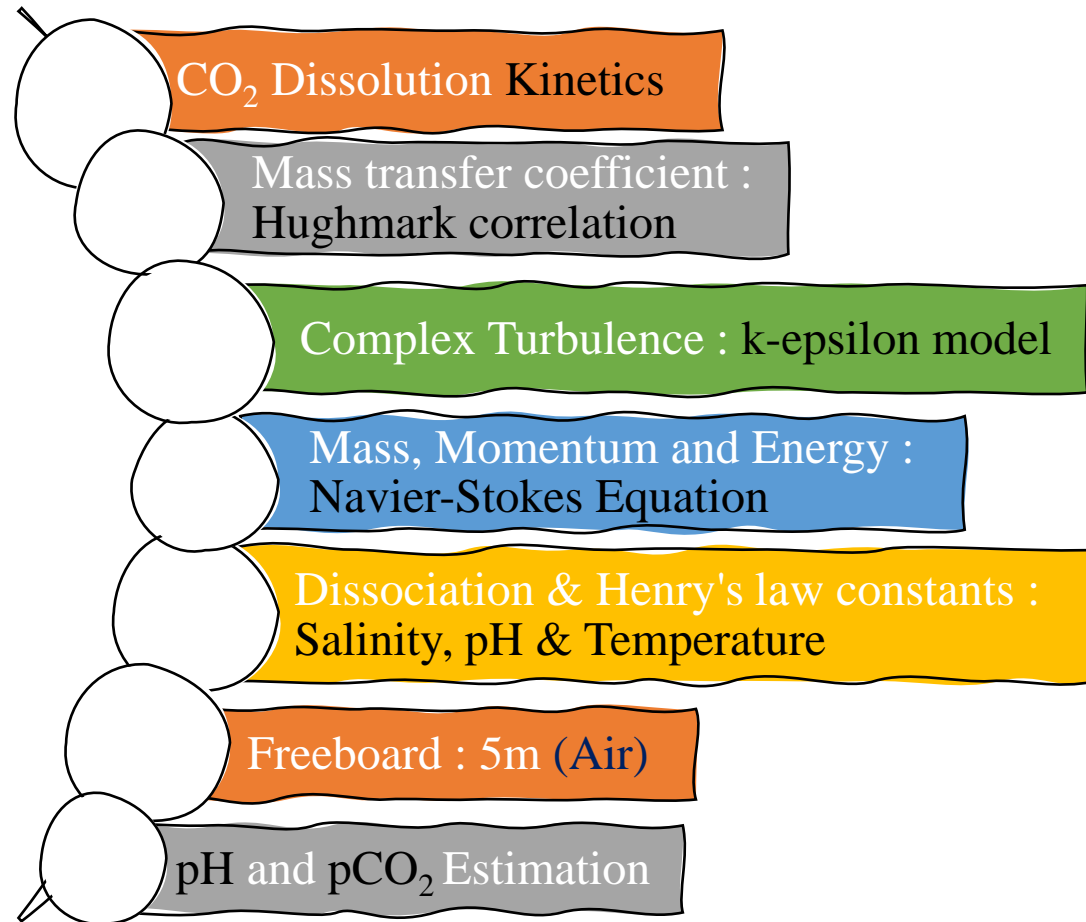 CO₂ Dissolution Kinetics
Mass transfer coefficient :
Hughmark correlation
Complex Turbulence : k-epsilon model
Mass, Momentum and Energy :
Navier-Stokes Equation
Dissociation & Henry's law constants :
Salinity, pH & Temperature
Freeboard : 5m (Air)
pH and pCO₂ Estimation